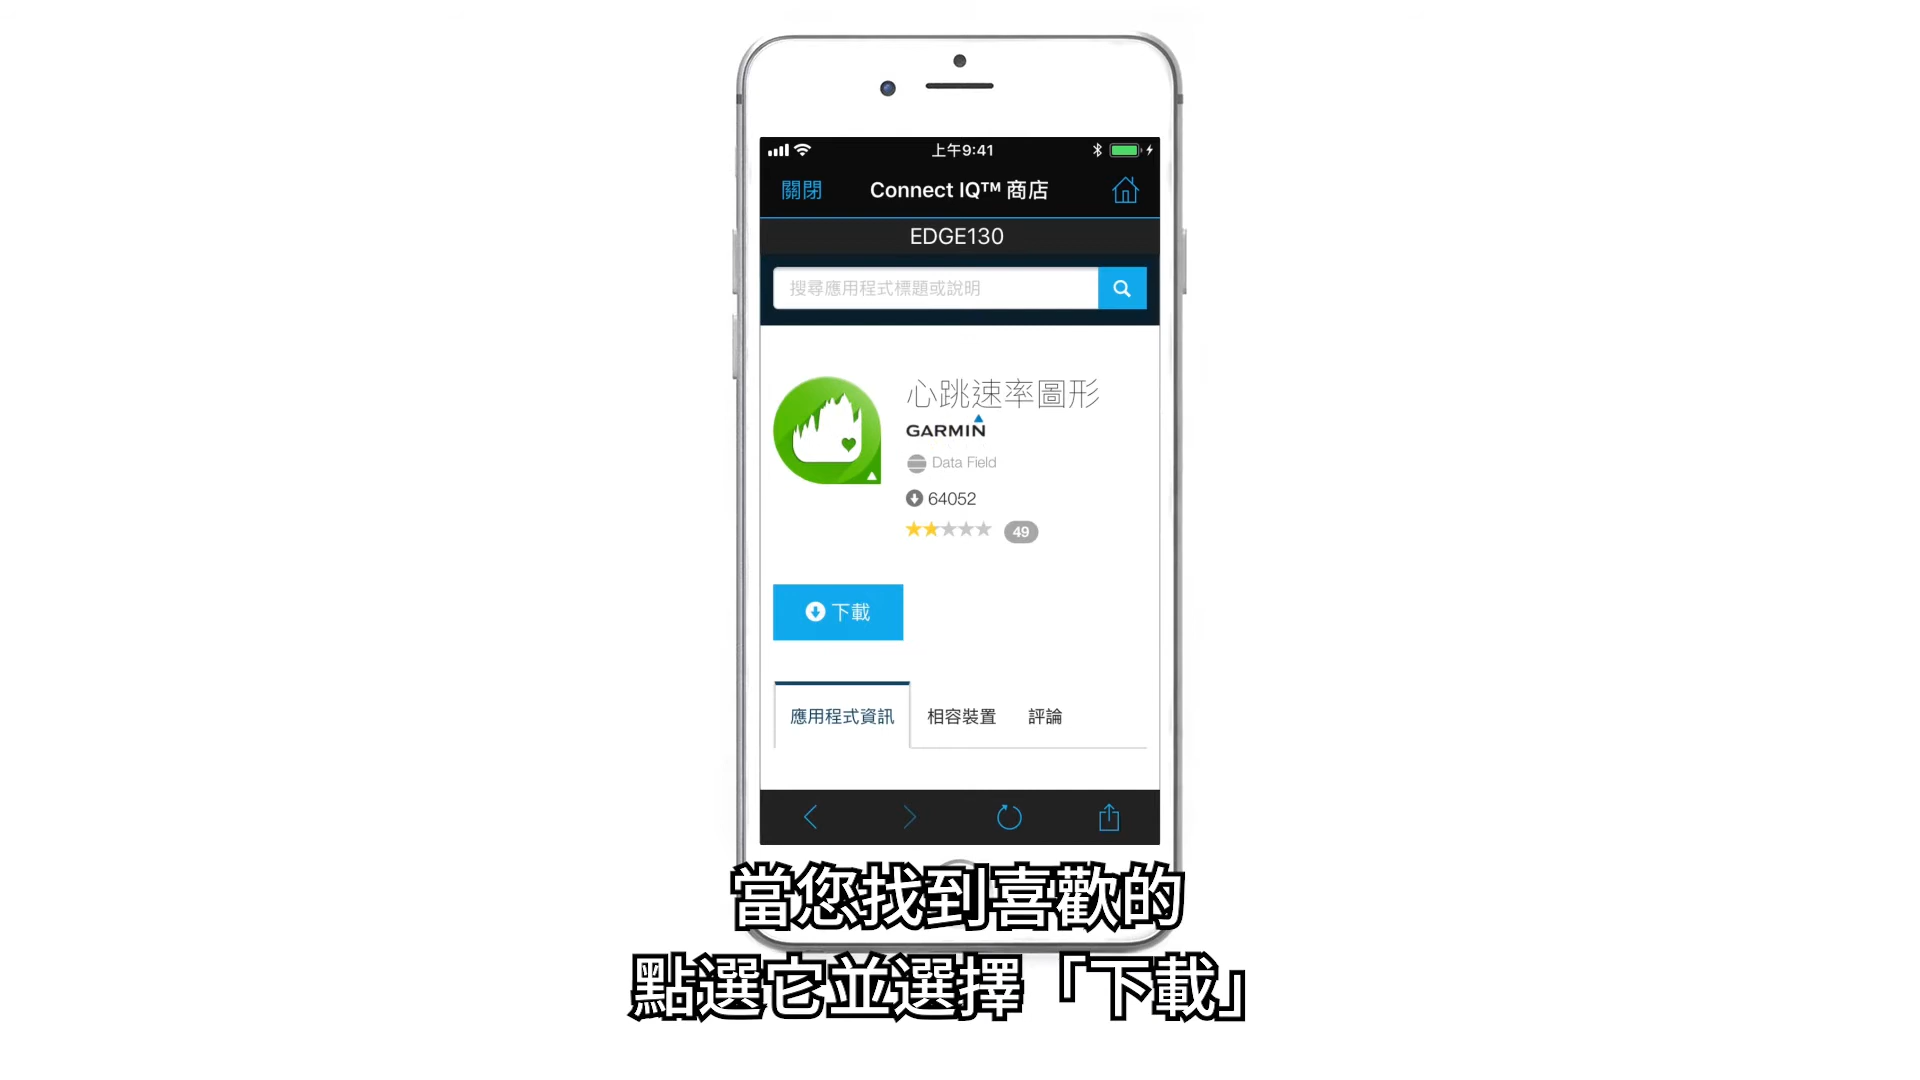 上午9:41
關閉
Connect IQ™ 商店
EDGE130
搜尋應用程式標題或說明
心跳速率圖形
GARMIN
Data Field
64052
49
下載
應用程式資訊 相容裝置 評論
當您找到喜歡的
點選它並選擇「下載」